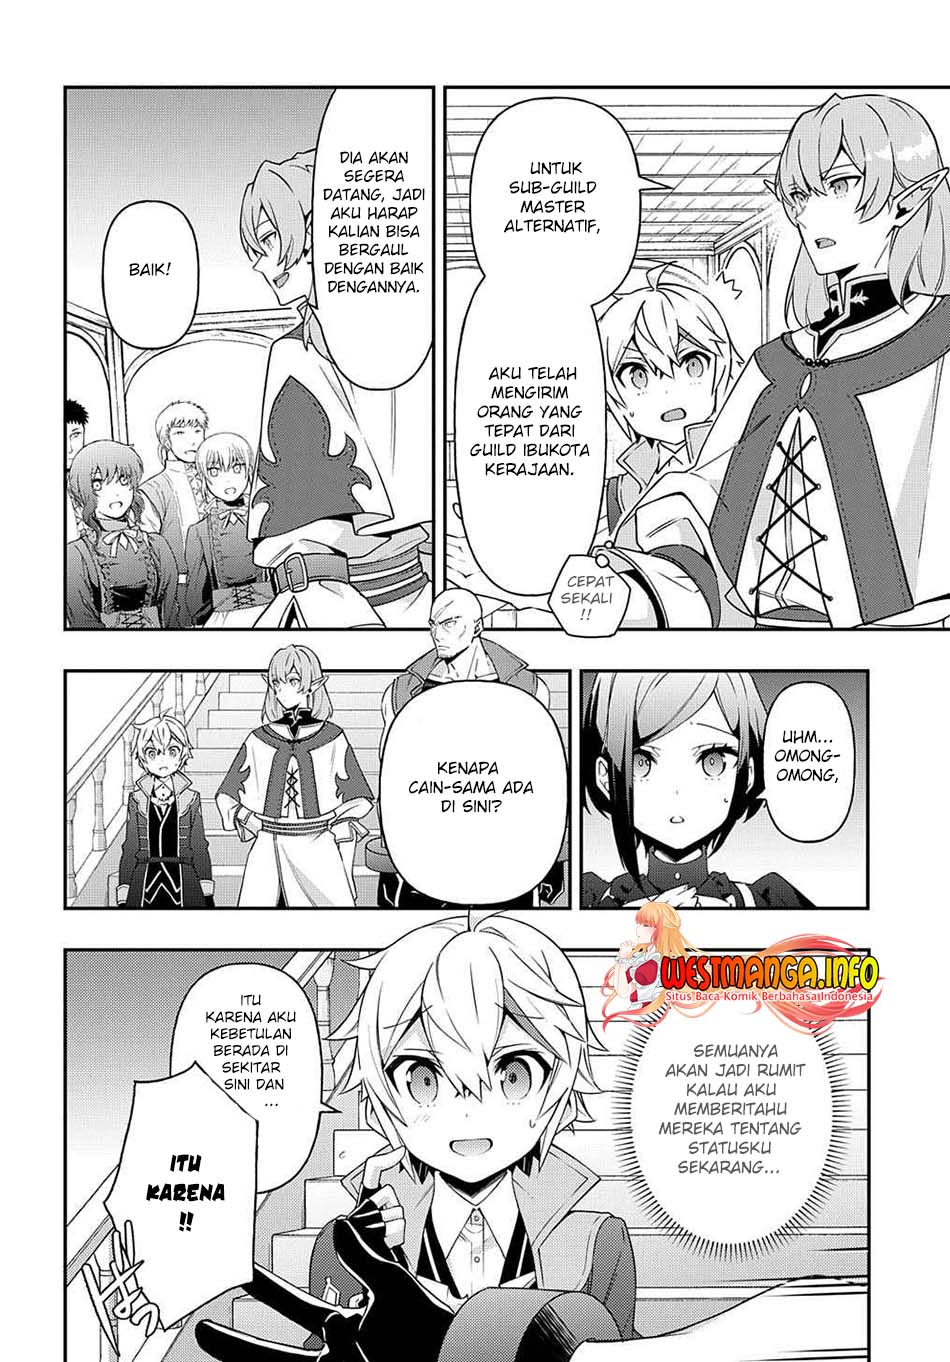 UNTUK
SUB-GUILD
MASTER
ALTERNATIF,
AKU TELAH
MENGIRIM
ORANG YANG
TEPAT DARI
GUILD IBUKOTA
KERAJAAN.
CEPAT
SEKALI
!!
DIA AKAN
SEGERA
DATANG, JADI
AKU HARAP
KALIAN BISA
BERGAUL
DENGAN BAIK
DENGANNYA.
BAIK!
UHM...
OMONG-
OMONG,
KENAPA
CAIN-SAMA ADA
DI SINI?
WESTMANGA.INFO
Situs Baca Komik Berbahasa Indonesia
SEMUANYA
AKAN JADI RUMIT
KALAU AKU
MEMBERITAHU
MEREKA TENTANG
STATUSKU
SEKARANG...
ITU
KARENA AKU
KEBETULAN
BERADA DI
SEKITAR
SINI DAN
...
ITU
KARENA
!!